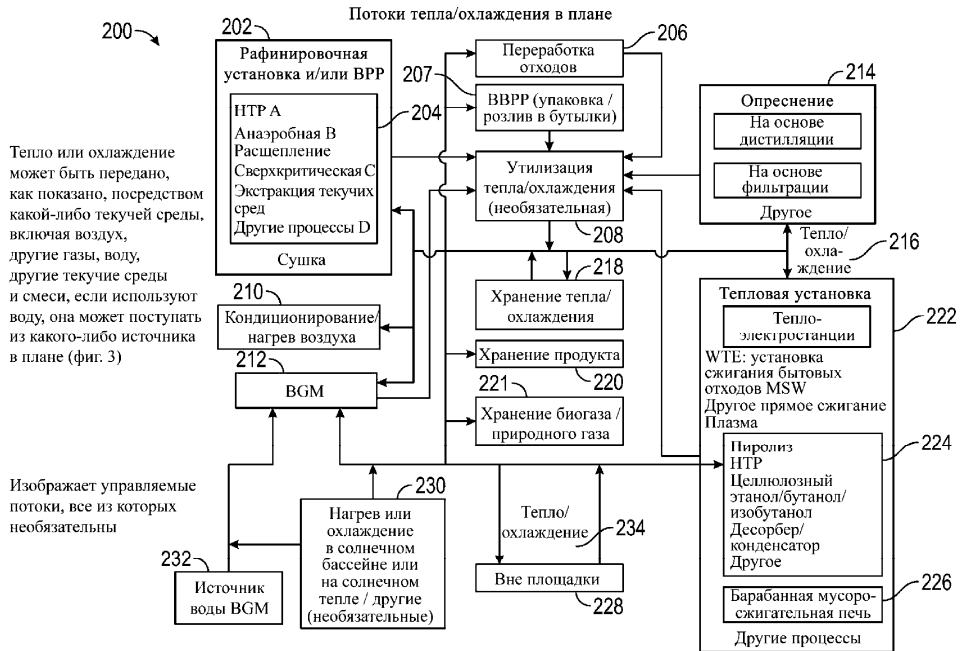 Потоки тепла/охлаждения в плане
200
202
Рафинировочная
установка и/или ВРР
204
НТР А
Анаэробная В
Расщепление
Сверхкритическая С
Экстракция текучих
сред
Другие процессы D
Сушка
206
Переработка
отходов
207
ВВРР (упаковка /
розлив в бутылки)
Утилизация
тепла/охлаждения
(необязательная)
208
214
Опреснение
На основе
дистилляции
На основе
фильтрации
Другое
Тепло/
охла-
ждение
216
Тепло или охлаждение
может быть передано,
как показано, посредством
какой-либо текучей среды,
включая воздух,
другие газы, воду,
другие текучие среды
и смеси, если используют
воду, она может поступать
из какого-либо источника
в плане (фиг. 3)
210
Кондиционирование/
нагрев воздуха
212
BGM
218
Хранение тепла/
охлаждения
Хранение продукта
220
221
Хранение биогаза /
природного газа
Тепловая установка
222
Тепло-
электростанции
WTE: установка
сжигания бытовых
отходов MSW
Другое прямое сжигание
Плазма
224
Пиролиз
НТР
Целлюлозный
этанол/бутанол/
изобутанол
Десорбер/
конденсатор
Другое
226
Барабанная мусоро-
сжигательная печь
Другие процессы
Изображает управляемые
потоки, все из которых
необязательны
230
Нагрев или
охлаждение
в солнечном
бассейне или
на солнечном
тепле / другие
(необязательные)
232
Источник
воды BGM
Тепло/
охлаждение
234
Вне площадки
228